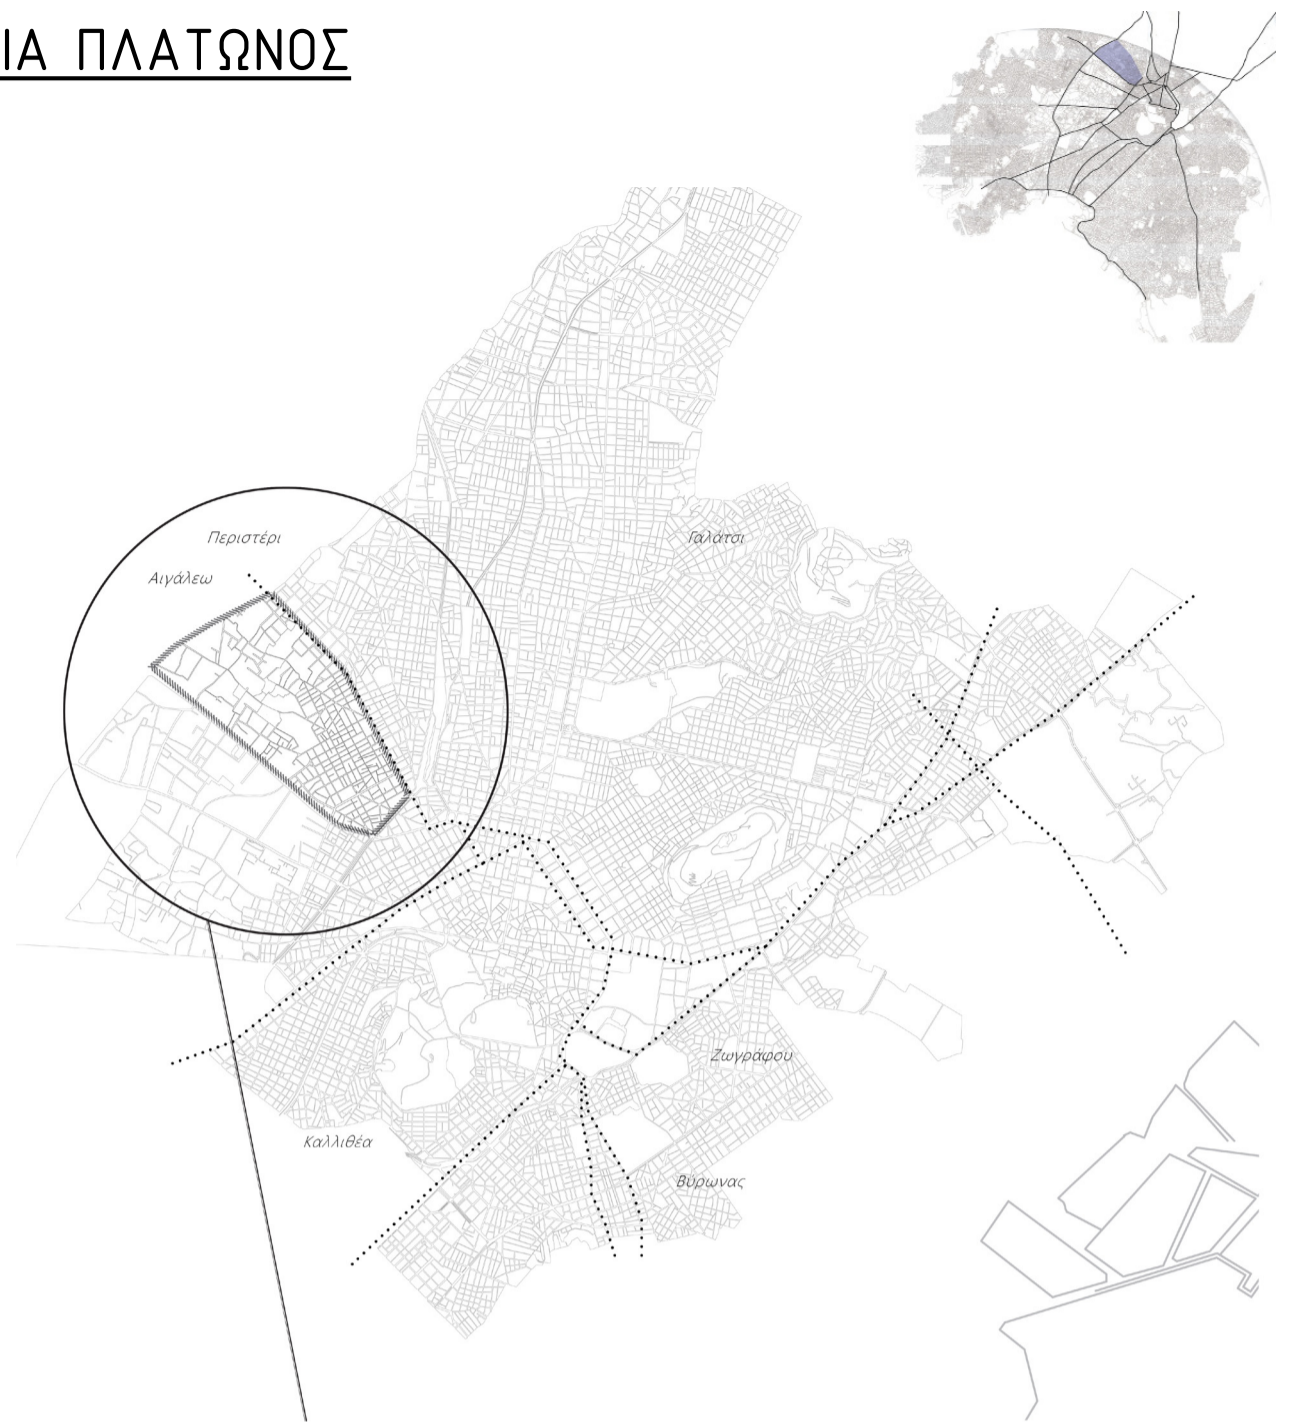 ΙΑ ΠΛΑΤΩΝΟΣ
Περιστέρι
Γαλάτσι
Αιγάλεω
Ζωγράφου
Καλλιθέα
Βύρωνας